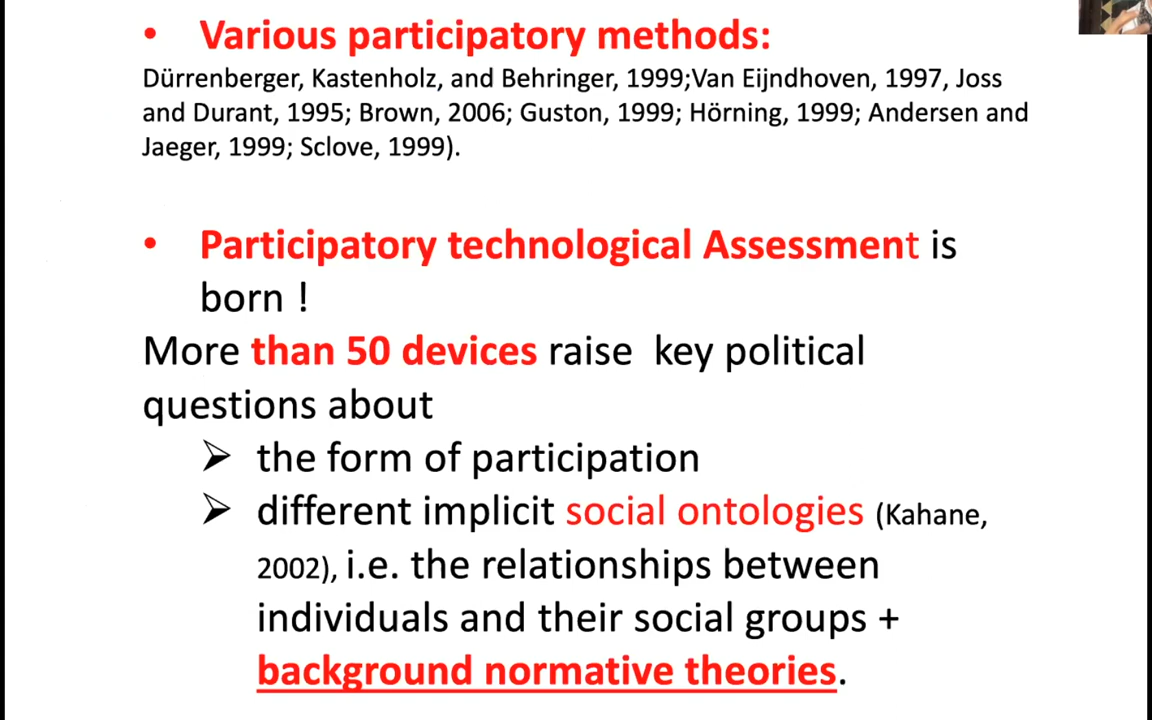 • Various participatory methods:
Dürrenberger, Kastenholz, and Behringer, 1999;Van Eijndhoven, 1997, Joss
and Durant, 1995; Brown, 2006; Guston, 1999; Hörning, 1999; Andersen and
Jaeger, 1999; Sclove, 1999).
• Participatory technological Assessment is
born !
More than 50 devices raise key political
questions about
➢ the form of participation
➢ different implicit social ontologies (Kahane,
2002), i.e. the relationships between
individuals and their social groups +
background normative theories.